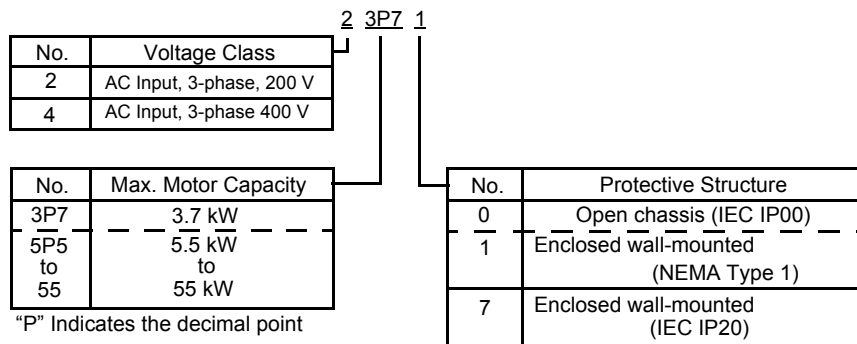 2 3P7 1
No. Voltage Class
2 AC Input, 3-phase, 200 V
4 AC Input, 3-phase 400 V
No. Max. Motor Capacity
3P7 3.7 kW
5P5 5.5 kW
to to
55 55 kW
“P” Indicates the decimal point
No. Protective Structure
0 Open chassis (IEC IP00)
1 Enclosed wall-mounted
(NEMA Type 1)
7 Enclosed wall-mounted
(IEC IP20)